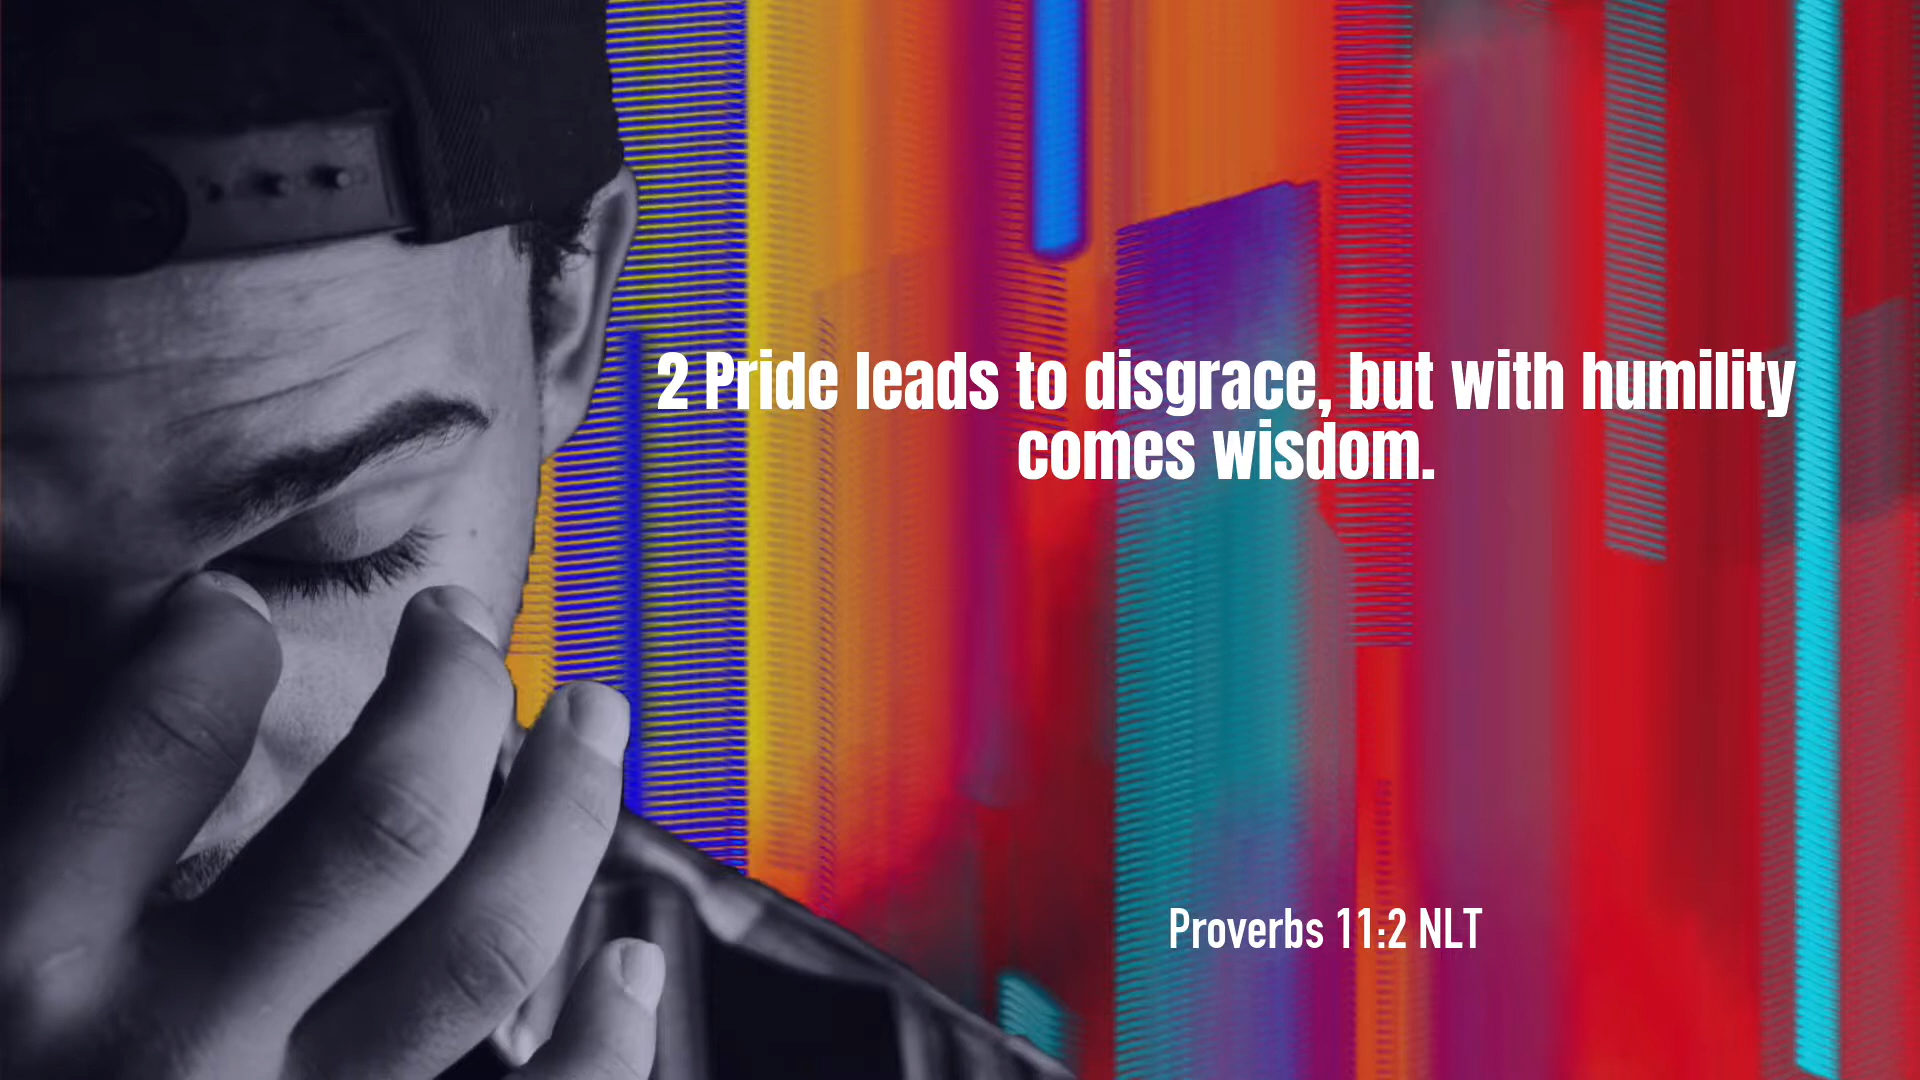 2 Pride leads to disgrace, but with humility
comes wisdom.
Proverbs 11:2 NLT